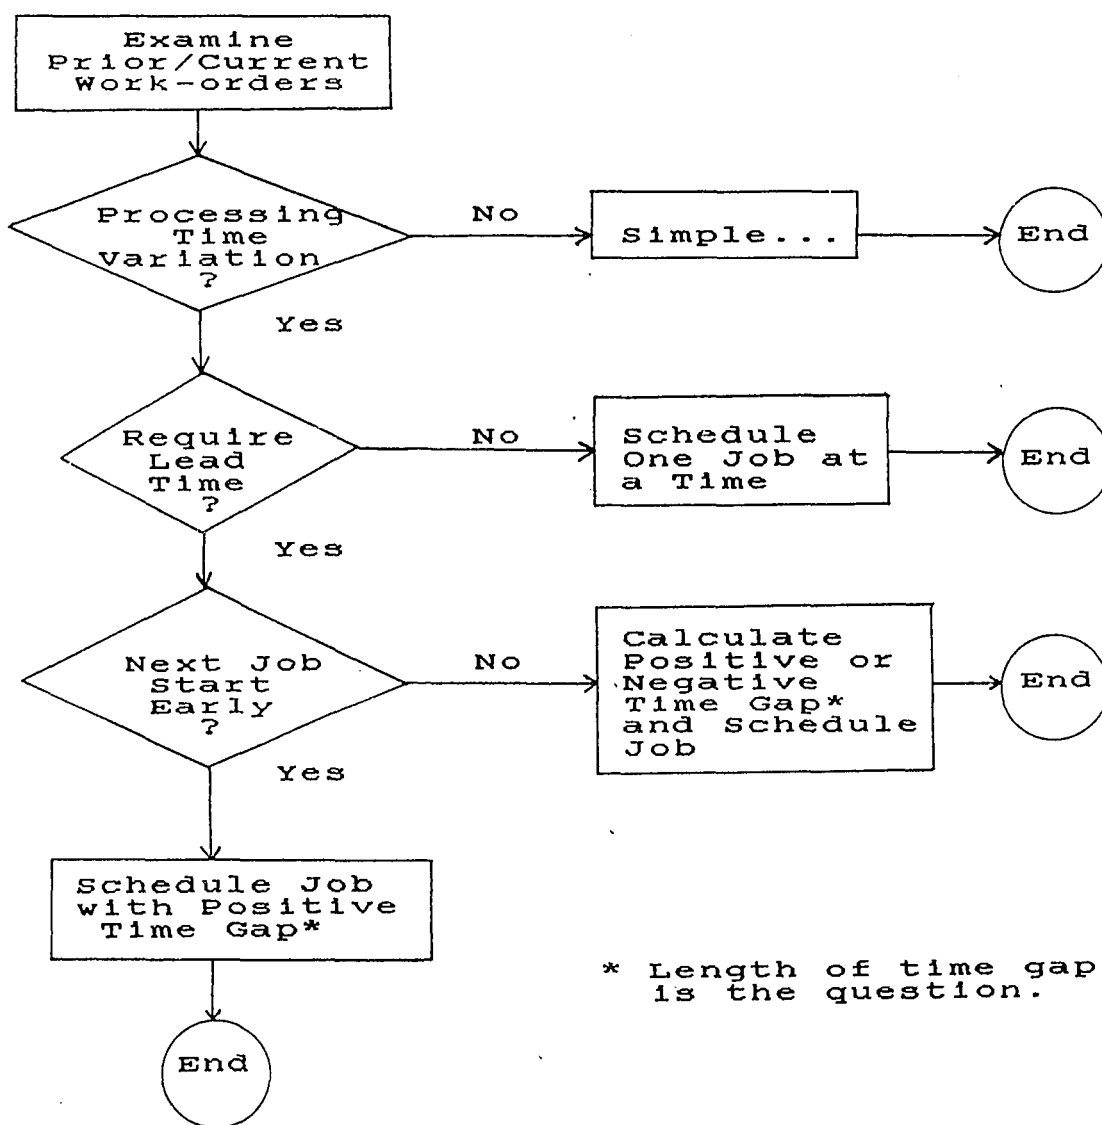 Examine
Prior/Current
Work-orders
Processing
Time
Variation
?
No
Simple...
End
Yes
Require
Lead
Time
?
No
Schedule
One Job at
a Time
End
Yes
Next Job
Start
Early
?
No
Calculate
Positive or
Negative
Time Gap*
and Schedule
Job
End
Yes
Schedule Job
with Positive
Time Gap*
* Length of time gap
is the question.
End